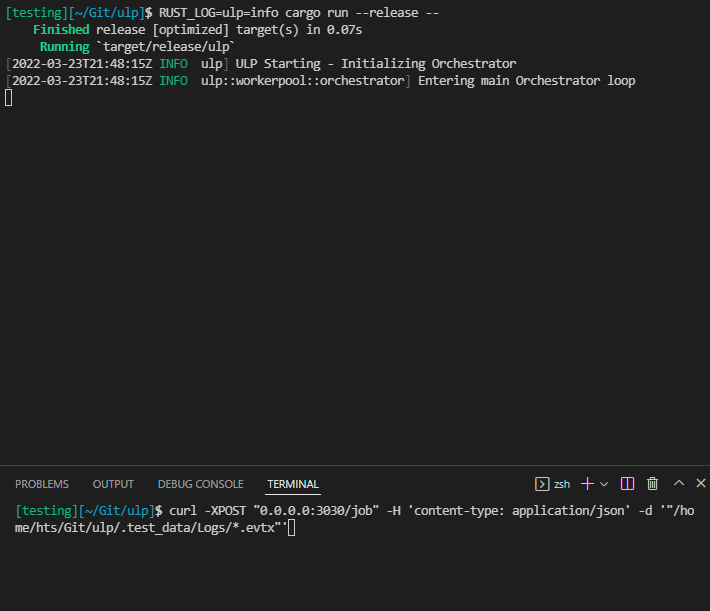 [testing][~/Git/ulp]$ RUST_LOG=ulp=info cargo run --release --
Finished release [optimized] target(s) in 0.07s
Running `target/release/ulp`
[2022-03-23T21:48:15Z INFO  ulp] ULP Starting - Initializing Orchestrator
[2022-03-23T21:48:15Z INFO  ulp::workerpool::orchestrator] Entering main Orchestrator loop
PROBLEMS OUTPUT DEBUG CONSOLE TERMINAL zsh
[testing][~/Git/ulp]$ curl -XPOST "0.0.0.0:3030/job" -H 'content-type: application/json' -d '"/ho
me/hts/Git/ulp/.test_data/Logs/*.evtx"'